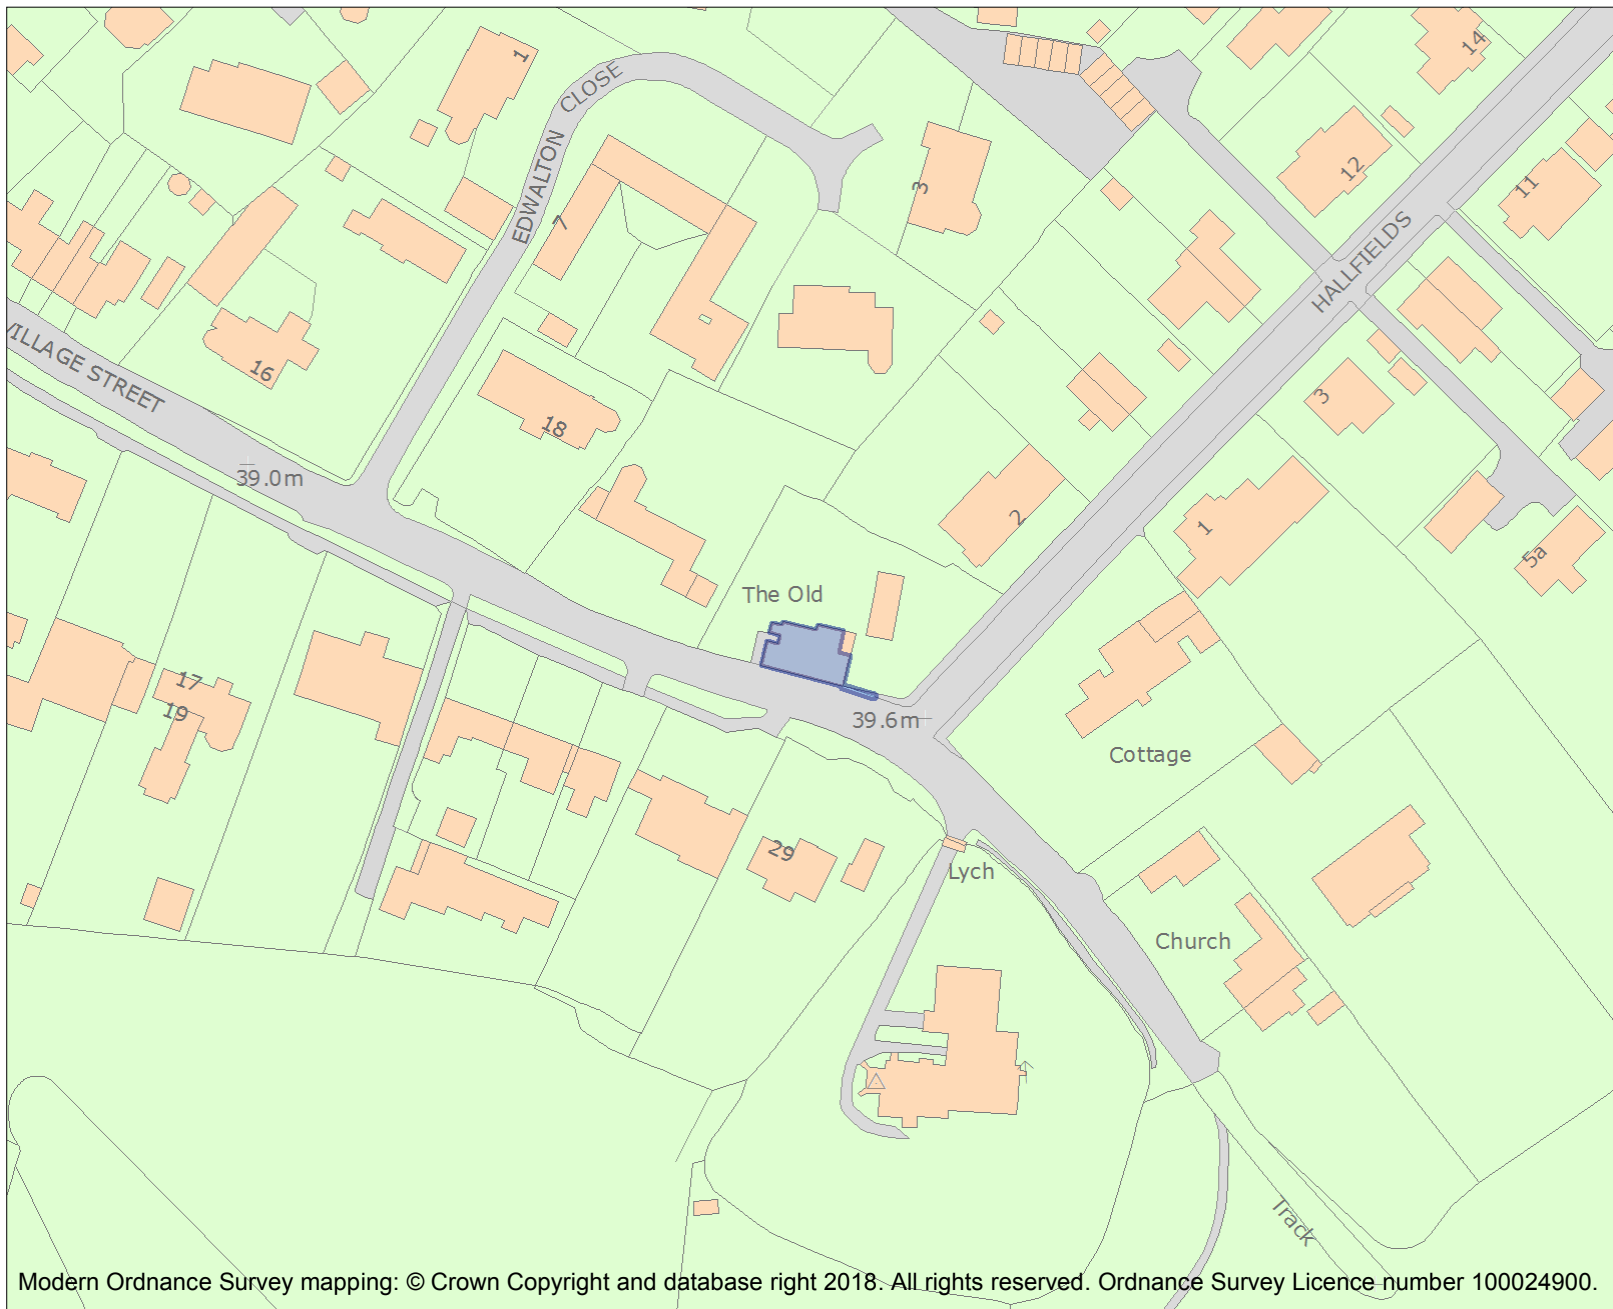 1
CLOSE
14
EDWALTON
7
3
12
11
HALLFIELDS
VILLAGE STREET
16
3
18
39.0m
2
1
5a
The Old
17
19
39.6m
Cottage
29
Lych
Church
Track
Modern Ordnance Survey mapping: © Crown Copyright and database right 2018. All rights reserved. Ordnance Survey Licence number 100024900.